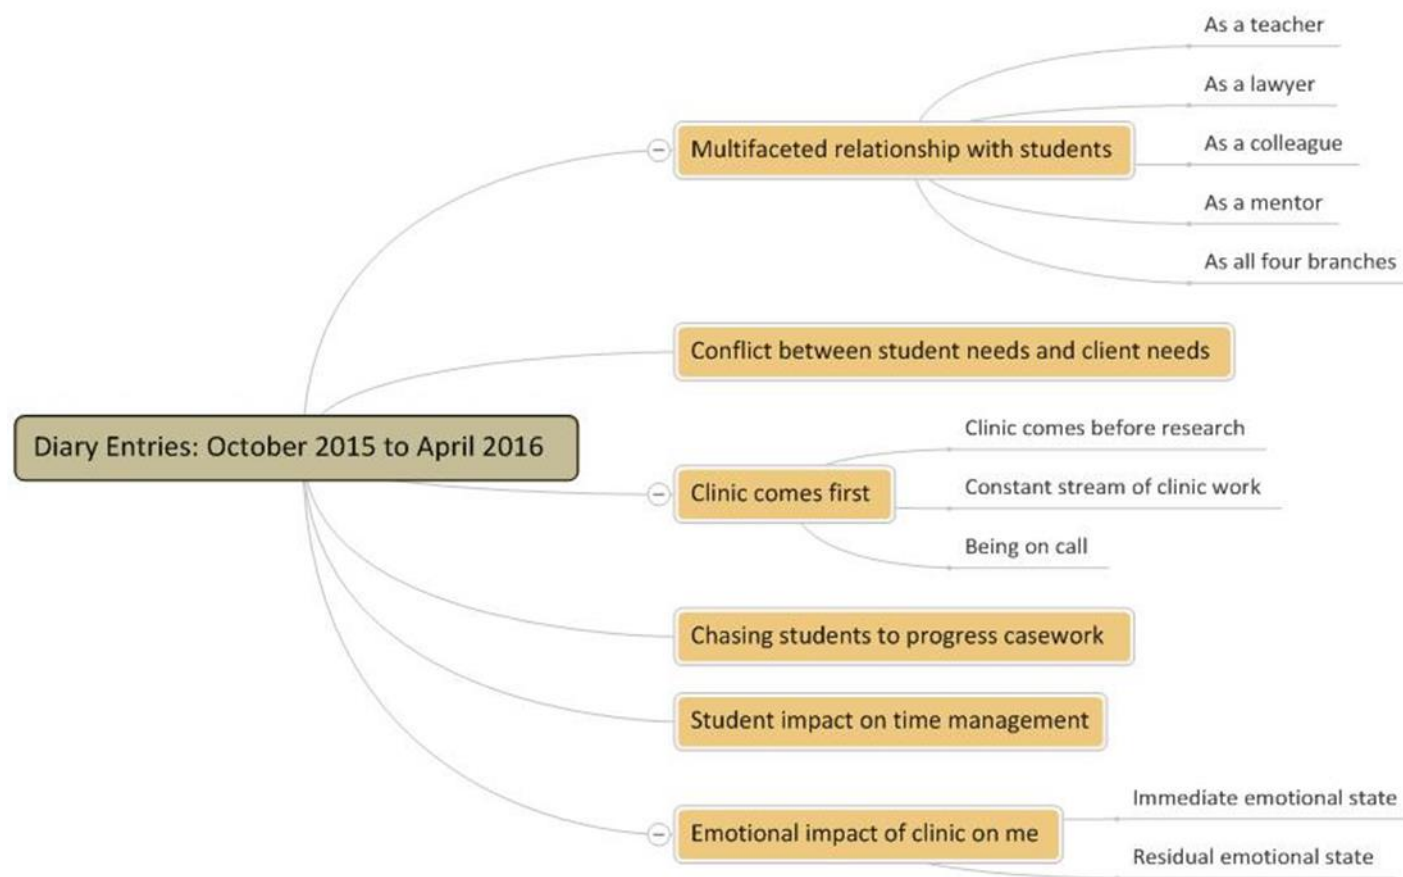 Diary Entries: October 2015 to April 2016
Multifaceted relationship with students
As a teacher
As a lawyer
As a colleague
As a mentor
As all four branches
Conflict between student needs and client needs
Clinic comes first
Clinic comes before research
Constant stream of clinic work
Being on call
Chasing students to progress casework
Student impact on time management
Emotional impact of clinic on me
Immediate emotional state
Residual emotional state